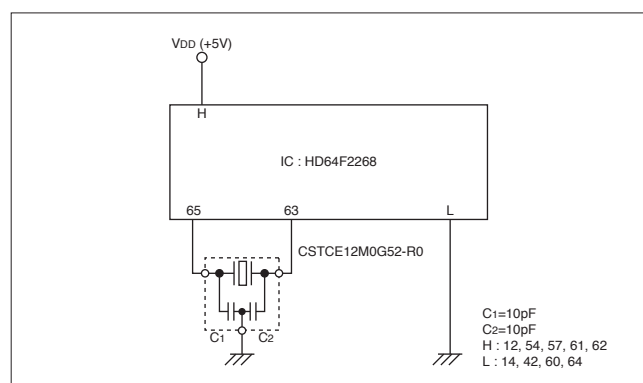 VDD (+5V)
H
IC : HD64F2268
65
63
L
CSTCE12M0G52-R0
C1
C2
C1=10pF
C2=10pF
H : 12, 54, 57, 61, 62
L : 14, 42, 60, 64